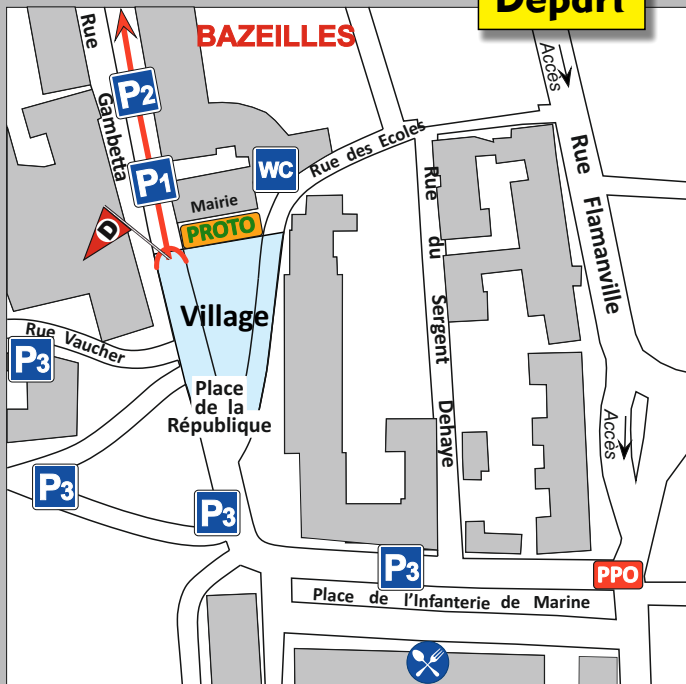 Départ
BAZEILLES
Rue Gambetta
P2
P1
WC
Mairie
PROTO
D
Village
Place
de la
République
Rue des Ecoles
Rue du Sergent Dehaye
Rue Flamanville
Accès
Accès
Rue Vaucher
P3
P3
P3
P3
PPO
Place de l'Infanterie de Marine